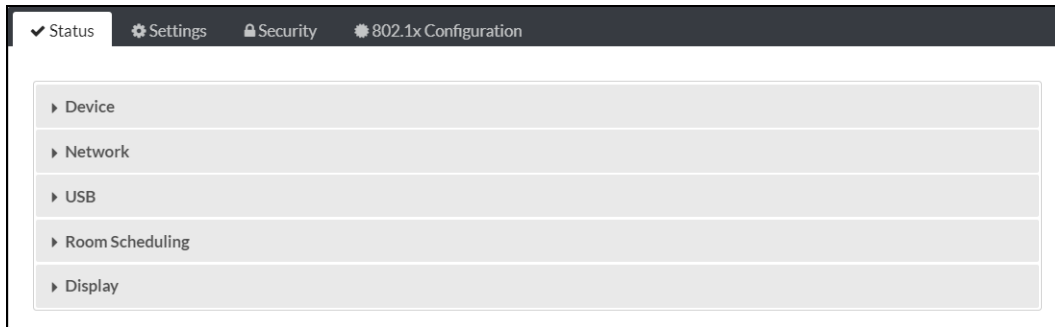 Status Settings Security 802.1x Configuration
Device
Network
USB
Room Scheduling
Display